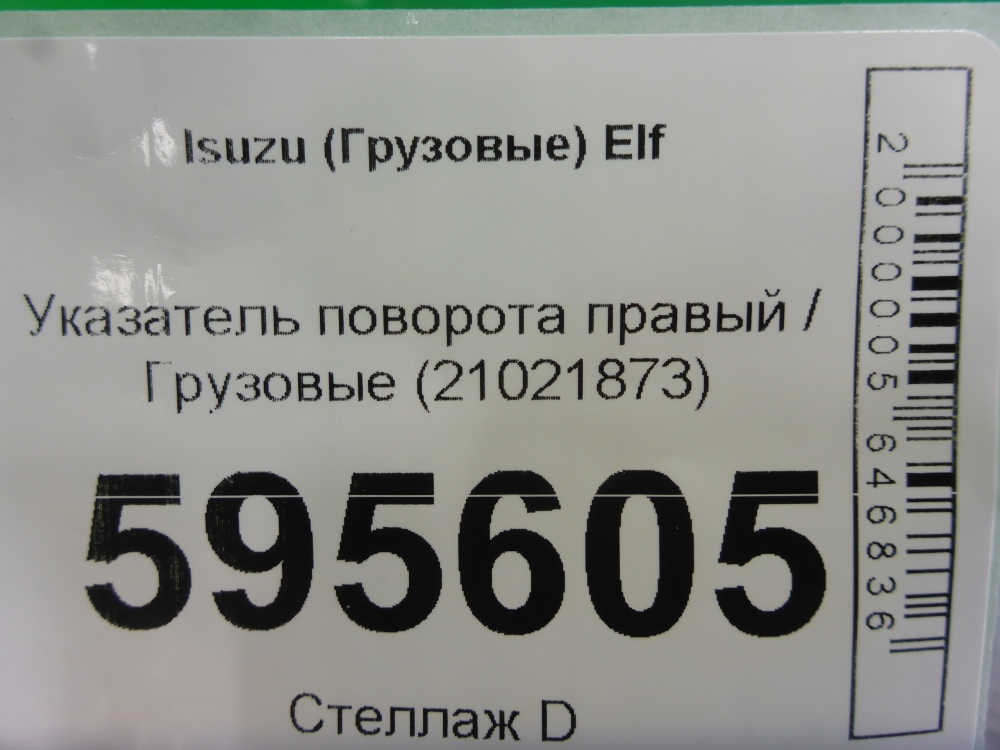 Isuzu (Грузовые) Elf
Указатель поворота правый /
Грузовые (21021873)
595605
Стеллаж D
2000005646836